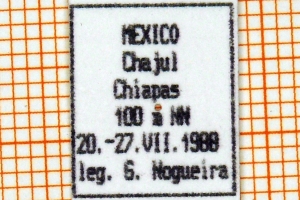 MEXICO
Chajul
Chiapas
100 m NN
20.-27.VII.1988
leg. G. Nogueira